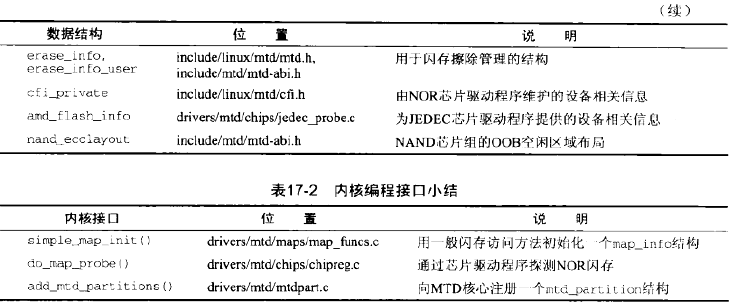 （续）
数据结构 位 置 说 明
erase_info, include/linux/mtd/mtd.h, 用于闪存擦除管理的结构
erase_info_user include/mtd/mtd-abi.h
cfi_private include/linux/mtd/cfi.h 由NOR芯片驱动程序维护的设备相关信息
amd_flash_info drivers/mtd/chips/jedec_probe.c 为JEDEC芯片驱动程序提供的设备相关信息
nand_ecclayout include/mtd/mtd-abi.h NAND芯片组的OOB空闲区域布局
表17-2 内核编程接口小结
内核接口 位 置 说 明
simple_map_init() drivers/mtd/maps/map_funcs.c 用一般闪存访问方法初始化一个map_info结构
do_map_probe() drivers/mtd/chips/chipreg.c 通过芯片驱动程序探测NOR闪存
add_mtd_partitions() drivers/mtd/mtdpart.c 向MTD核心注册一个mtd_partition结构